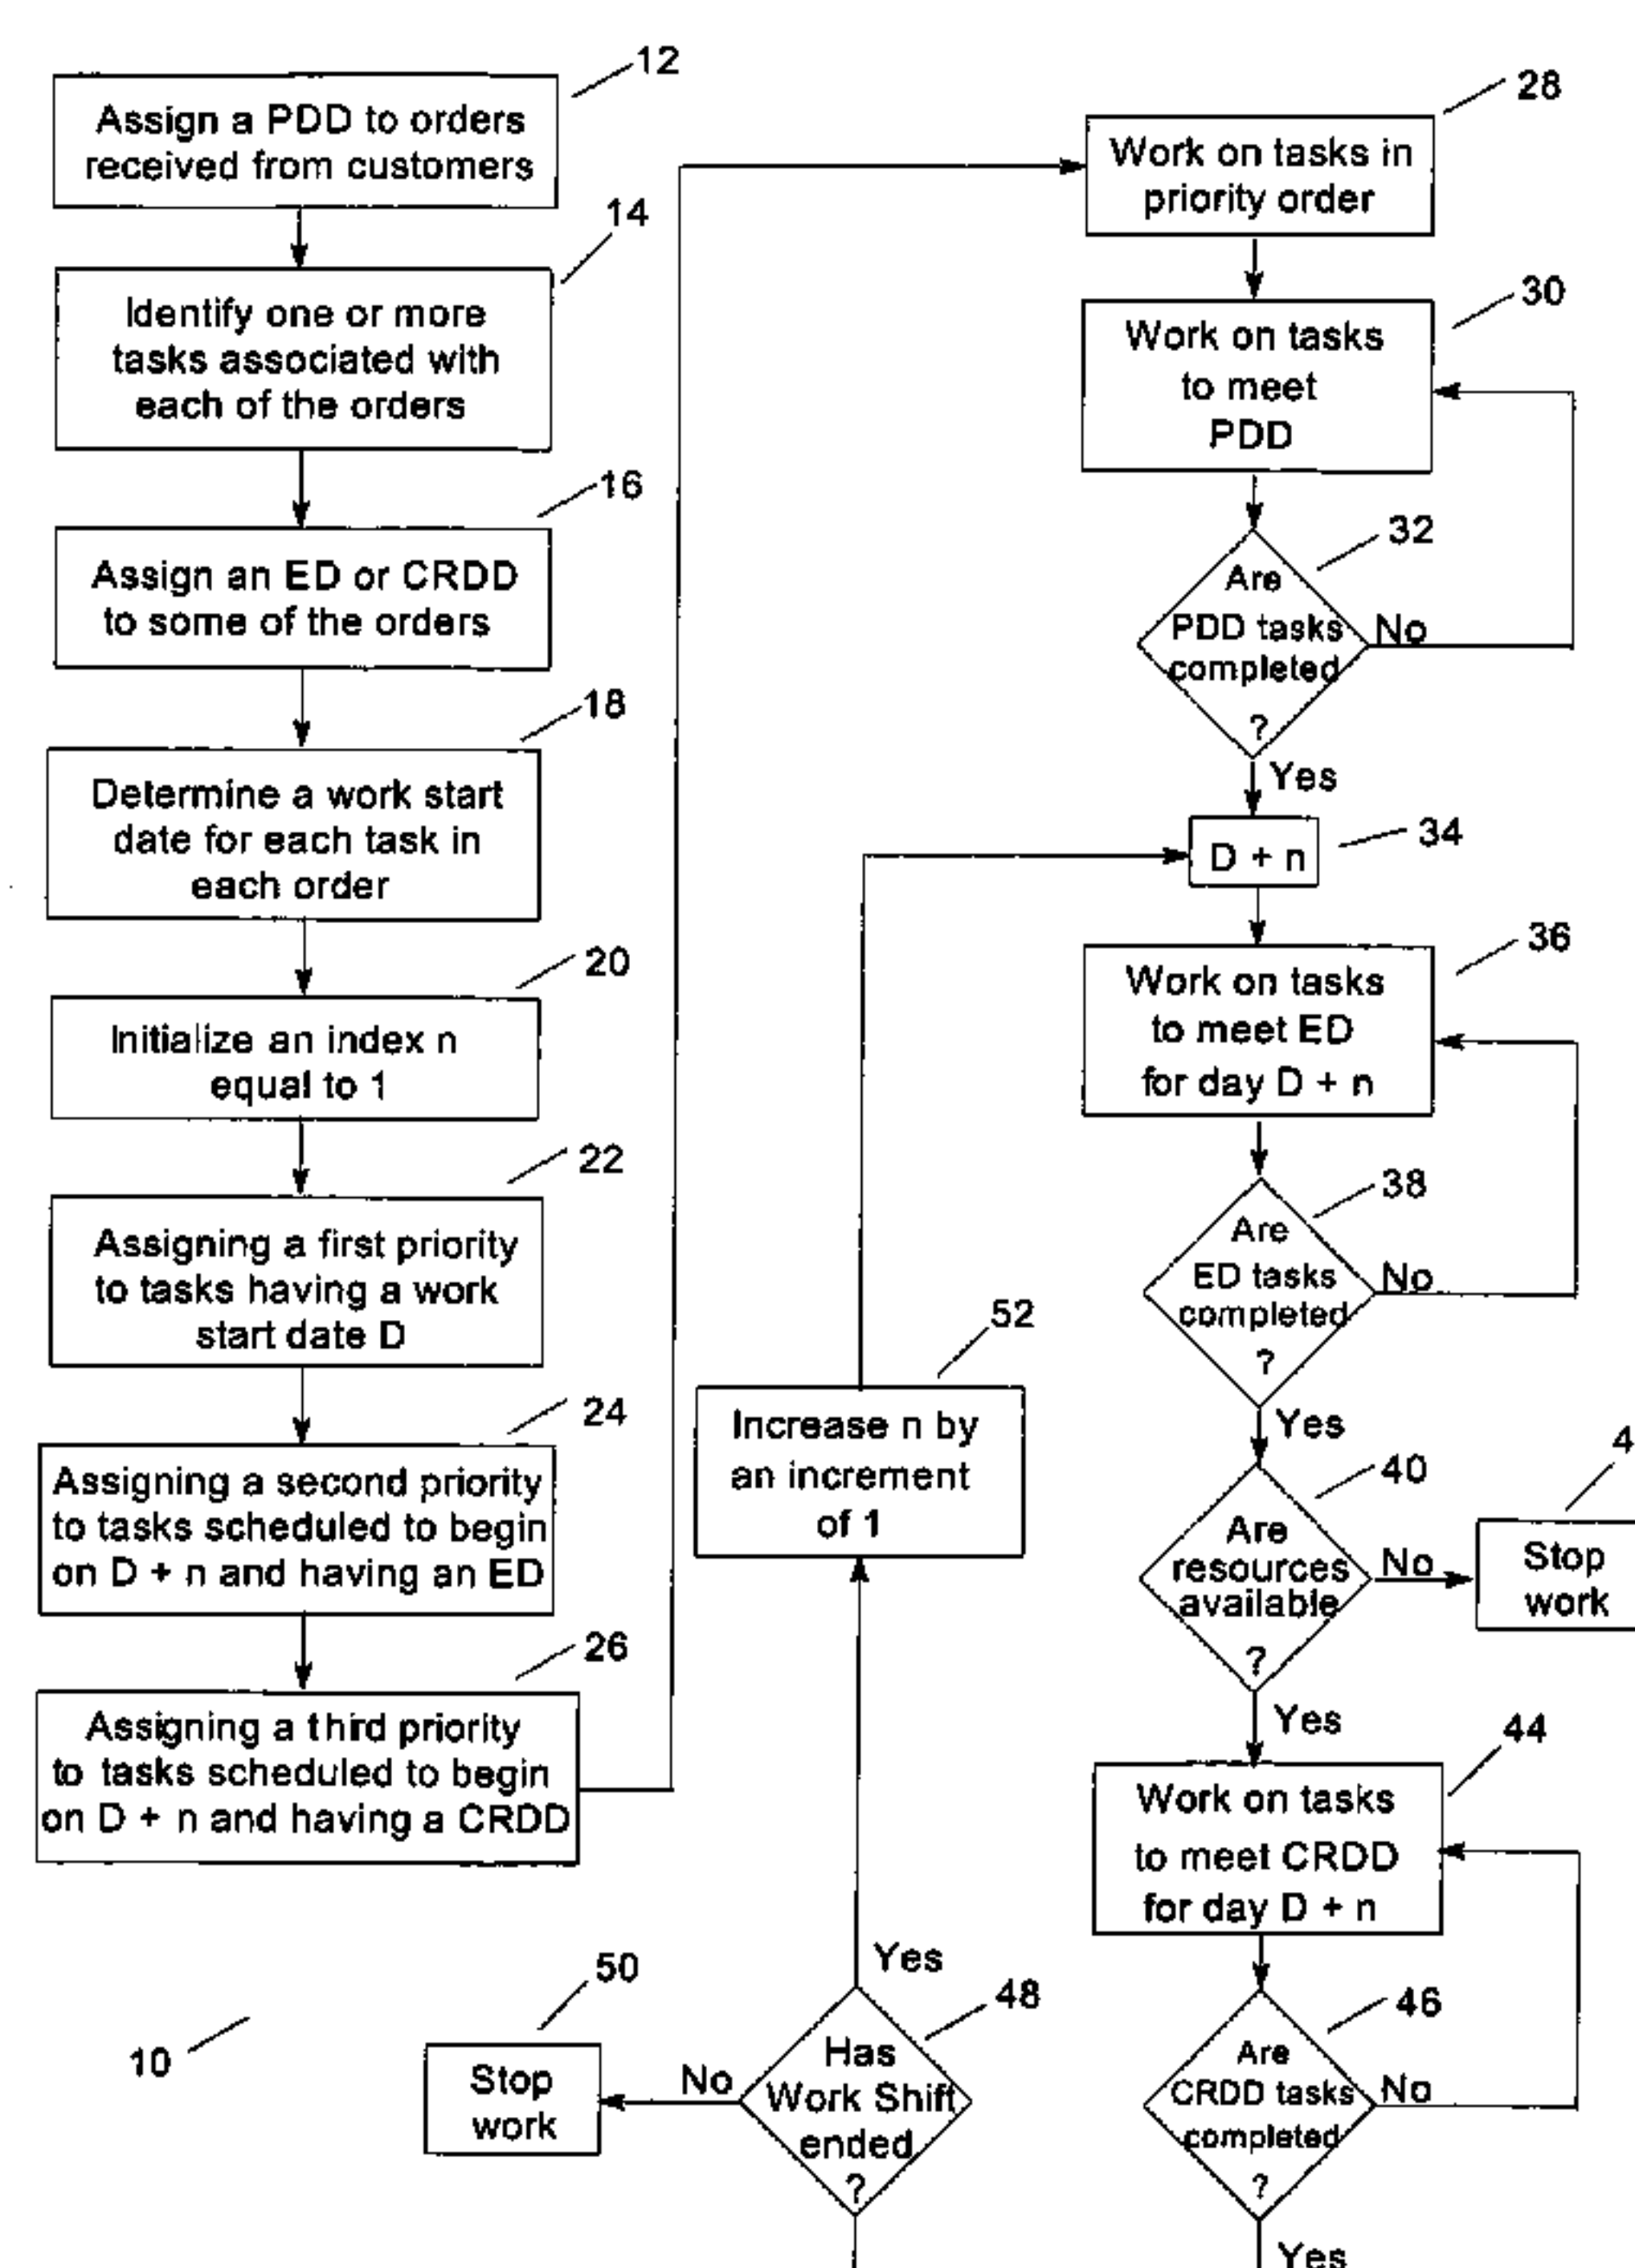 12
Assign a PDD to orders
received from customers
14
Identify one or more
tasks associated with
each of the orders
16
Assign an ED or CRDD
to some of the orders
18
Determine a work start
date for each task in
each order
20
Initialize an index n
equal to 1
22
Assigning a first priority
to tasks having a work
start date D
24
Assigning a second priority
to tasks scheduled to begin
on D + n and having an ED
26
Assigning a third priority
to tasks scheduled to begin
on D + n and having a CRDD
28
Work on tasks in
priority order
30
Work on tasks
to meet
PDD
32
Are
PDD tasks
completed
?
No
Yes
34
D + n
36
Work on tasks
to meet ED
for day D + n
38
Are
ED tasks
completed
?
No
Yes
40
Are
resources
available
?
No
4
Stop
work
Yes
44
Work on tasks
to meet CRDD
for day D + n
46
Are
CRDD tasks
completed
?
No
Yes
48
Has
Work Shift
ended
?
No
50
Stop
work
Yes
52
Increase n by
an increment
of 1
10